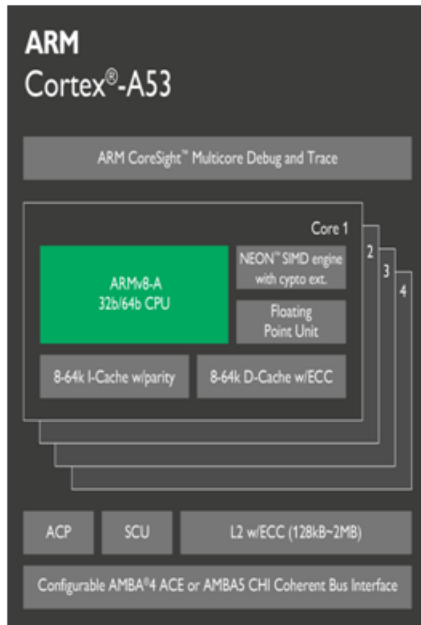 ARM
Cortex®-A53
ARM CoreSight™ Multicore Debug and Trace
Core 1
2
3
4
ARMv8-A
32b/64b CPU
NEON™ SIMD engine
with cypto ext.
Floating
Point Unit
8-64k I-Cache w/parity
8-64k D-Cache w/ECC
ACP
SCU
L2 w/ECC (128kB~2MB)
Configurable AMBA®4 ACE or AMBA5 CHI Coherent Bus Interface